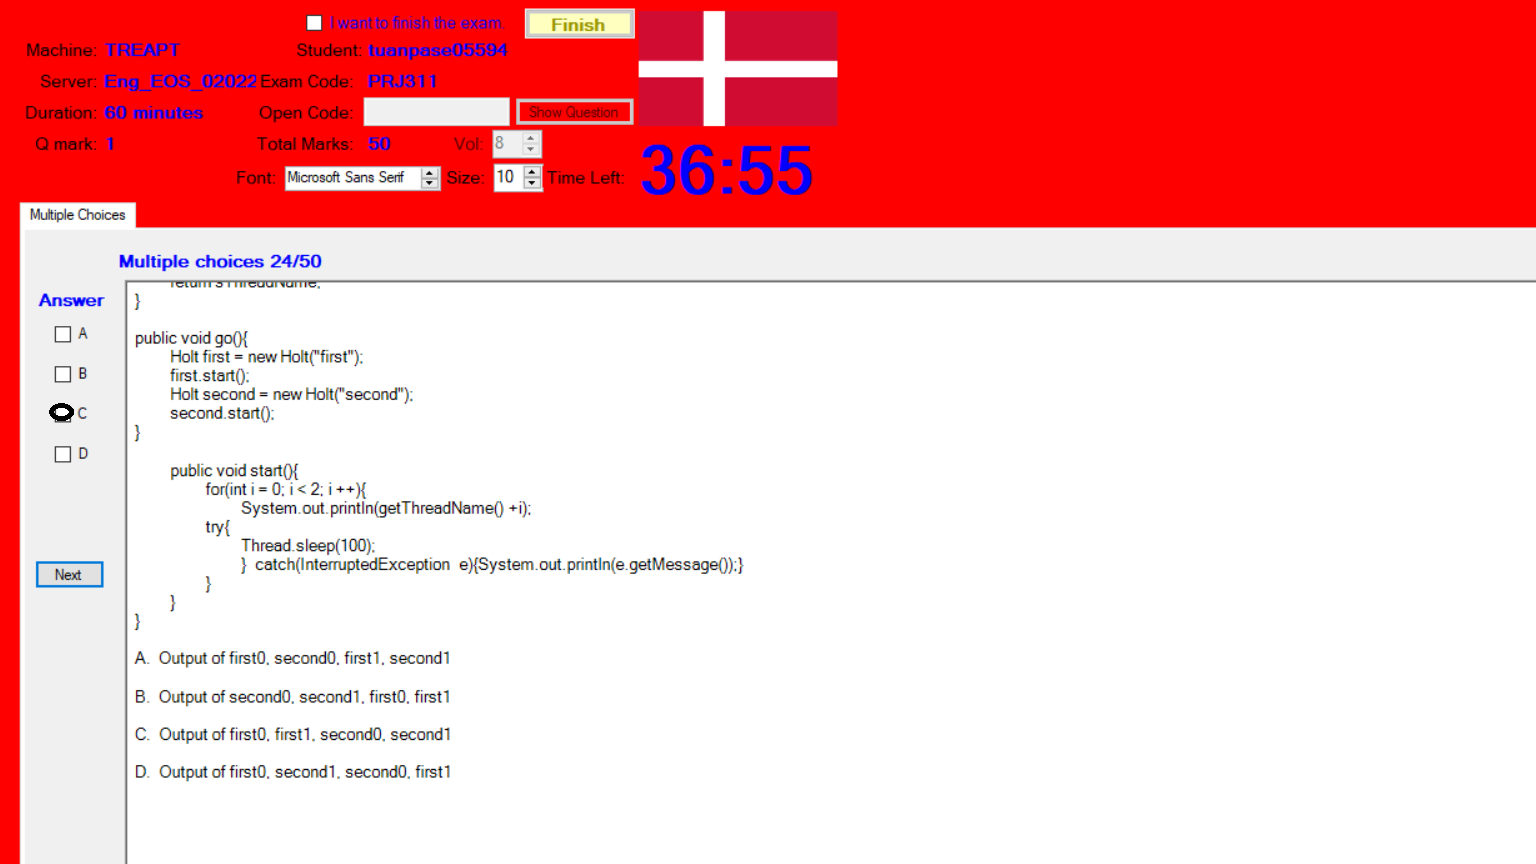 I want to finish the exam.
Finish
Machine: TREAPT
Student: tuanpase05594
Server: Eng_EOS_02022
Exam Code: PRJ311
Duration: 60 minutes
Open Code:
Show Question
Q mark: 1
Total Marks: 50
Vol: 8
36:55
Font: Microsoft Sans Serif
Size: 10
Time Left:
Multiple Choices
Multiple choices 24/50
Answer
A
B
C
D
Next
return sThreadName;
}
public void go(){
Holt first = new Holt("first");
first.start();
Holt second = new Holt("second");
second.start();
}
public void start(){
for(int i = 0; i < 2; i ++){
System.out.println(getThreadName() +i);
try{
Thread.sleep(100);
} catch(InterruptedException e){System.out.println(e.getMessage());}
}
}
}
A. Output of first0, second0, first1, second1
B. Output of second0, second1, first0, first1
C. Output of first0, first1, second0, second1
D. Output of first0, second1, second0, first1